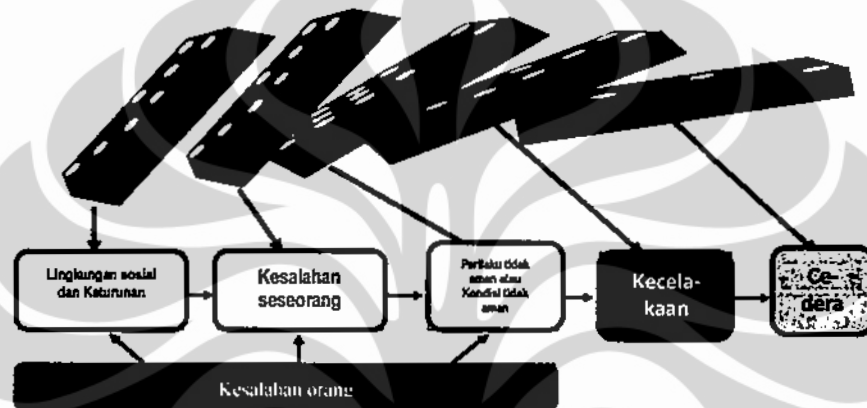 Lingkungan sosial
dan Keturunan
Kesalahan
seseorang
Perilaku tidak
aman atau
Kondisi tidak
aman
Kecela-
kaan
Ce-
dera
Kesalahan orang